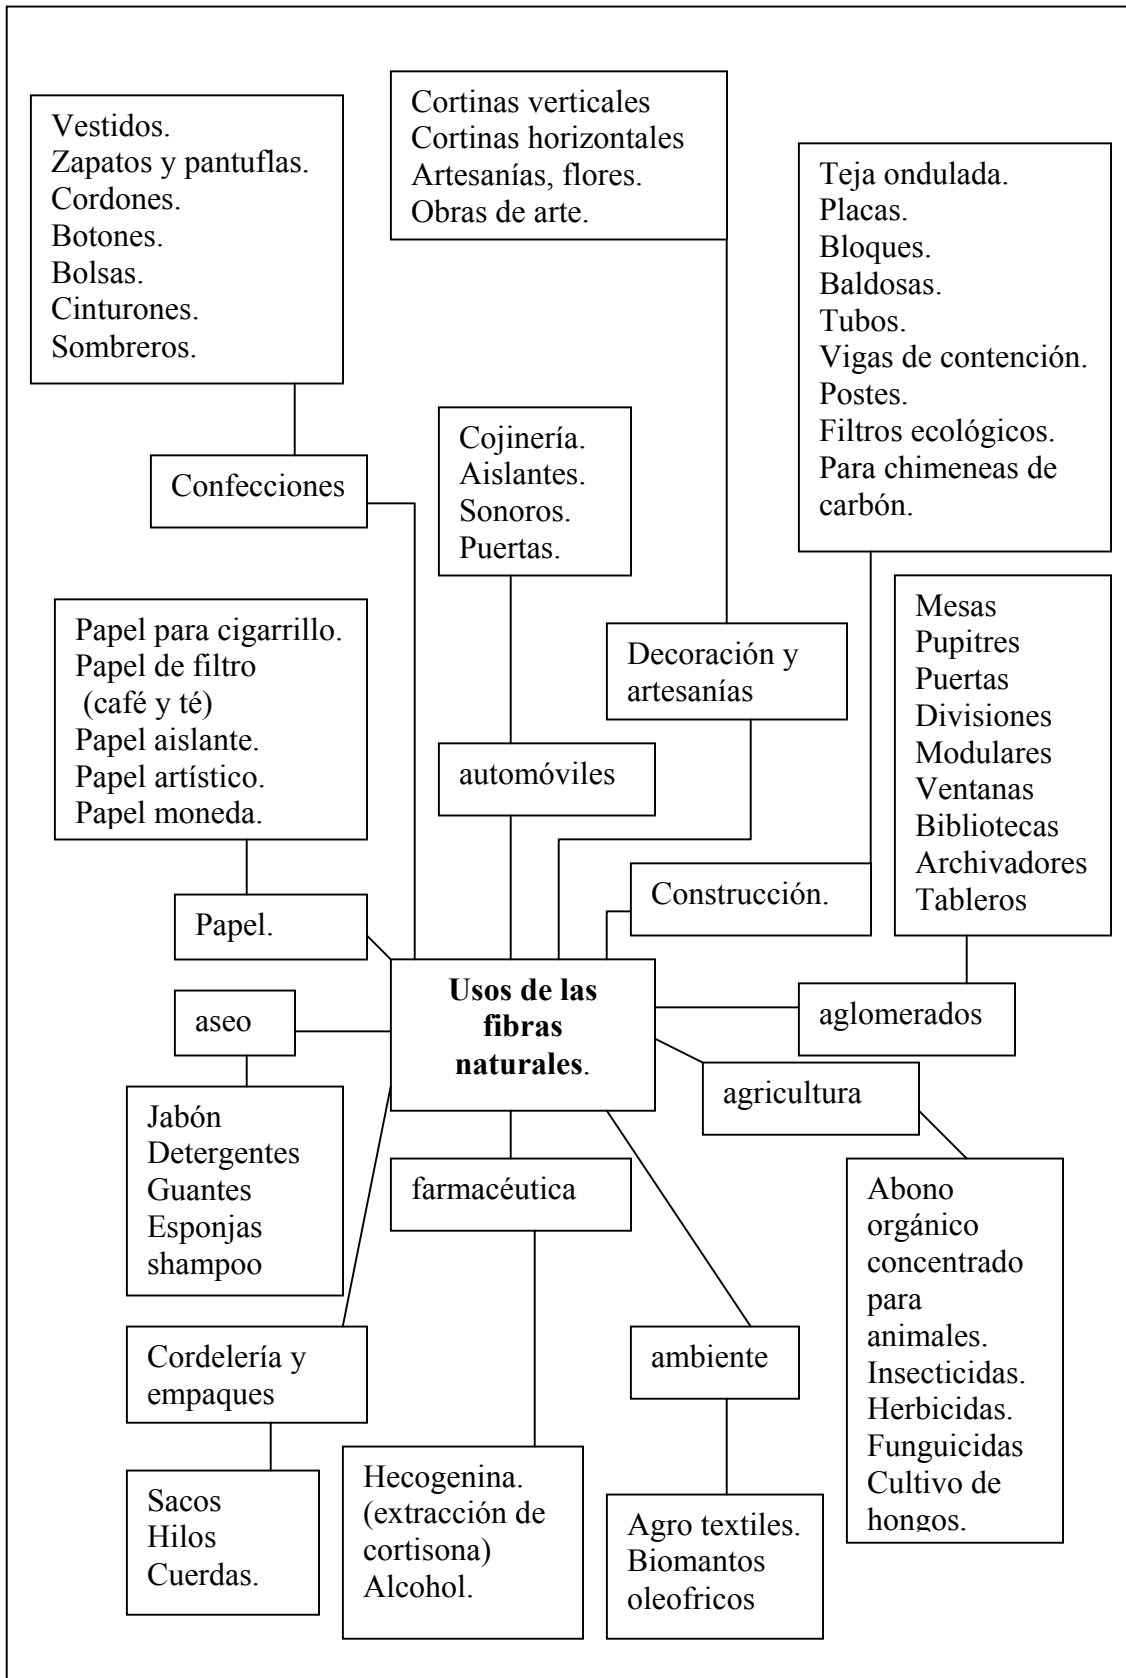 Cortinas verticales
Cortinas horizontales
Artesanías, flores.
Obras de arte.
Vestidos.
Zapatos y pantuflas.
Cordones.
Botones.
Bolsas.
Cinturones.
Sombreros.
Teja ondulada.
Placas.
Bloques.
Baldosas.
Tubos.
Vigas de contención.
Postes.
Filtros ecológicos.
Para chimeneas de
carbón.
Cojinería.
Aislantes.
Sonoros.
Puertas.
Confecciones
Mesas
Pupitres
Puertas
Divisiones
Modulares
Ventanas
Bibliotecas
Archivadores
Tableros
Papel para cigarrillo.
Papel de filtro
(café y té)
Papel aislante.
Papel artístico.
Papel moneda.
Decoración y
artesanías
automóviles
Construcción.
Papel.
Usos de las
fibras
naturales.
aseo
aglomerados
agricultura
Jabón
Detergentes
Guantes
Esponjas
shampoo
farmacéutica
Abono
orgánico
concentrado
para
animales.
Insecticidas.
Herbicidas.
Funguicidas
Cultivo de
hongos.
Cordelería y
empaques
ambiente
Sacos
Hilos
Cuerdas.
Hecogenina.
(extracción de
cortisona)
Alcohol.
Agro textiles.
Biomantos
oleofricos